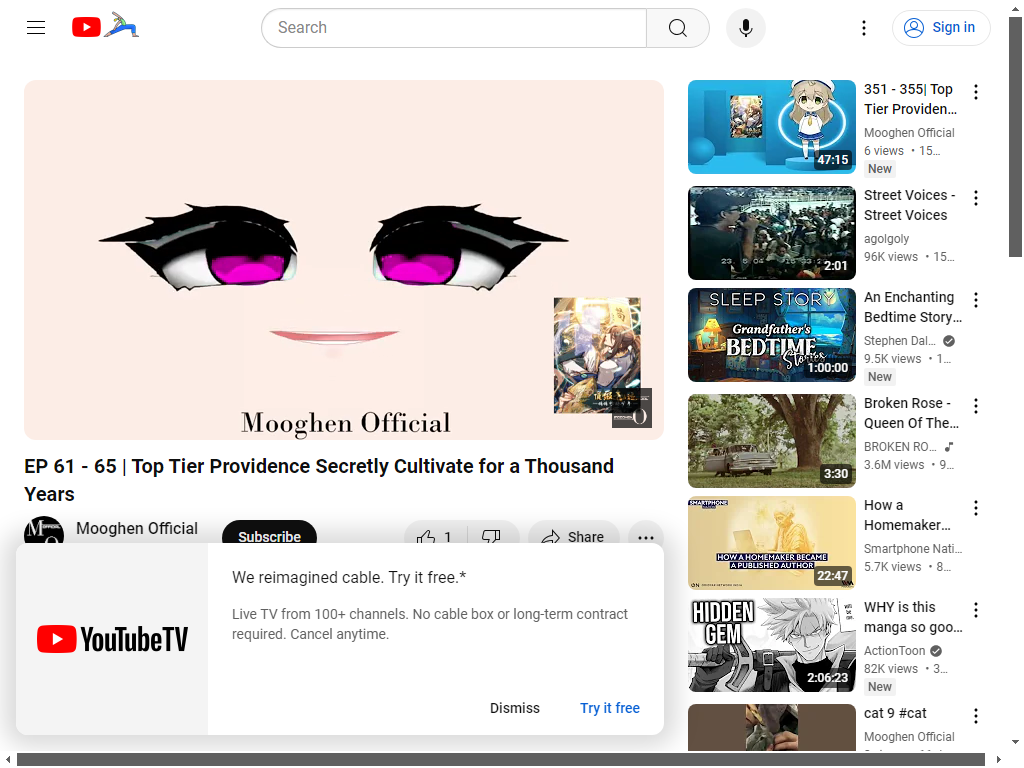 Search
Sign in
Mooghen Official
EP 61 - 65 | Top Tier Providence Secretly Cultivate for a Thousand
Years
Mooghen Official
Subscribe
1
Share
We reimagined cable. Try it free.*
Live TV from 100+ channels. No cable box or long-term contract
required. Cancel anytime.
YouTubeTV
Dismiss
Try it free
47:15
351 - 355| Top
Tier Providen…
Mooghen Official
6 views • 15…
New
2:01
Street Voices -
Street Voices
agolgoly
96K views • 15…
SLEEP STORY
Grandfather's
BEDTIME
Stories
1:00:00
An Enchanting
Bedtime Story…
Stephen Dal…
9.5K views • 1…
New
3:30
Broken Rose -
Queen Of The…
BROKEN RO…
3.6M views • 9…
SMARTPHONE
HOW A HOMEMAKER BECAME
A PUBLISHED AUTHOR
22:47
How a
Homemaker…
Smartphone Nati…
5.7K views • 8…
HIDDEN
GEM
2:06:23
WHY is this
manga so goo…
ActionToon
82K views • 3…
New
cat 9 #cat
Mooghen Official